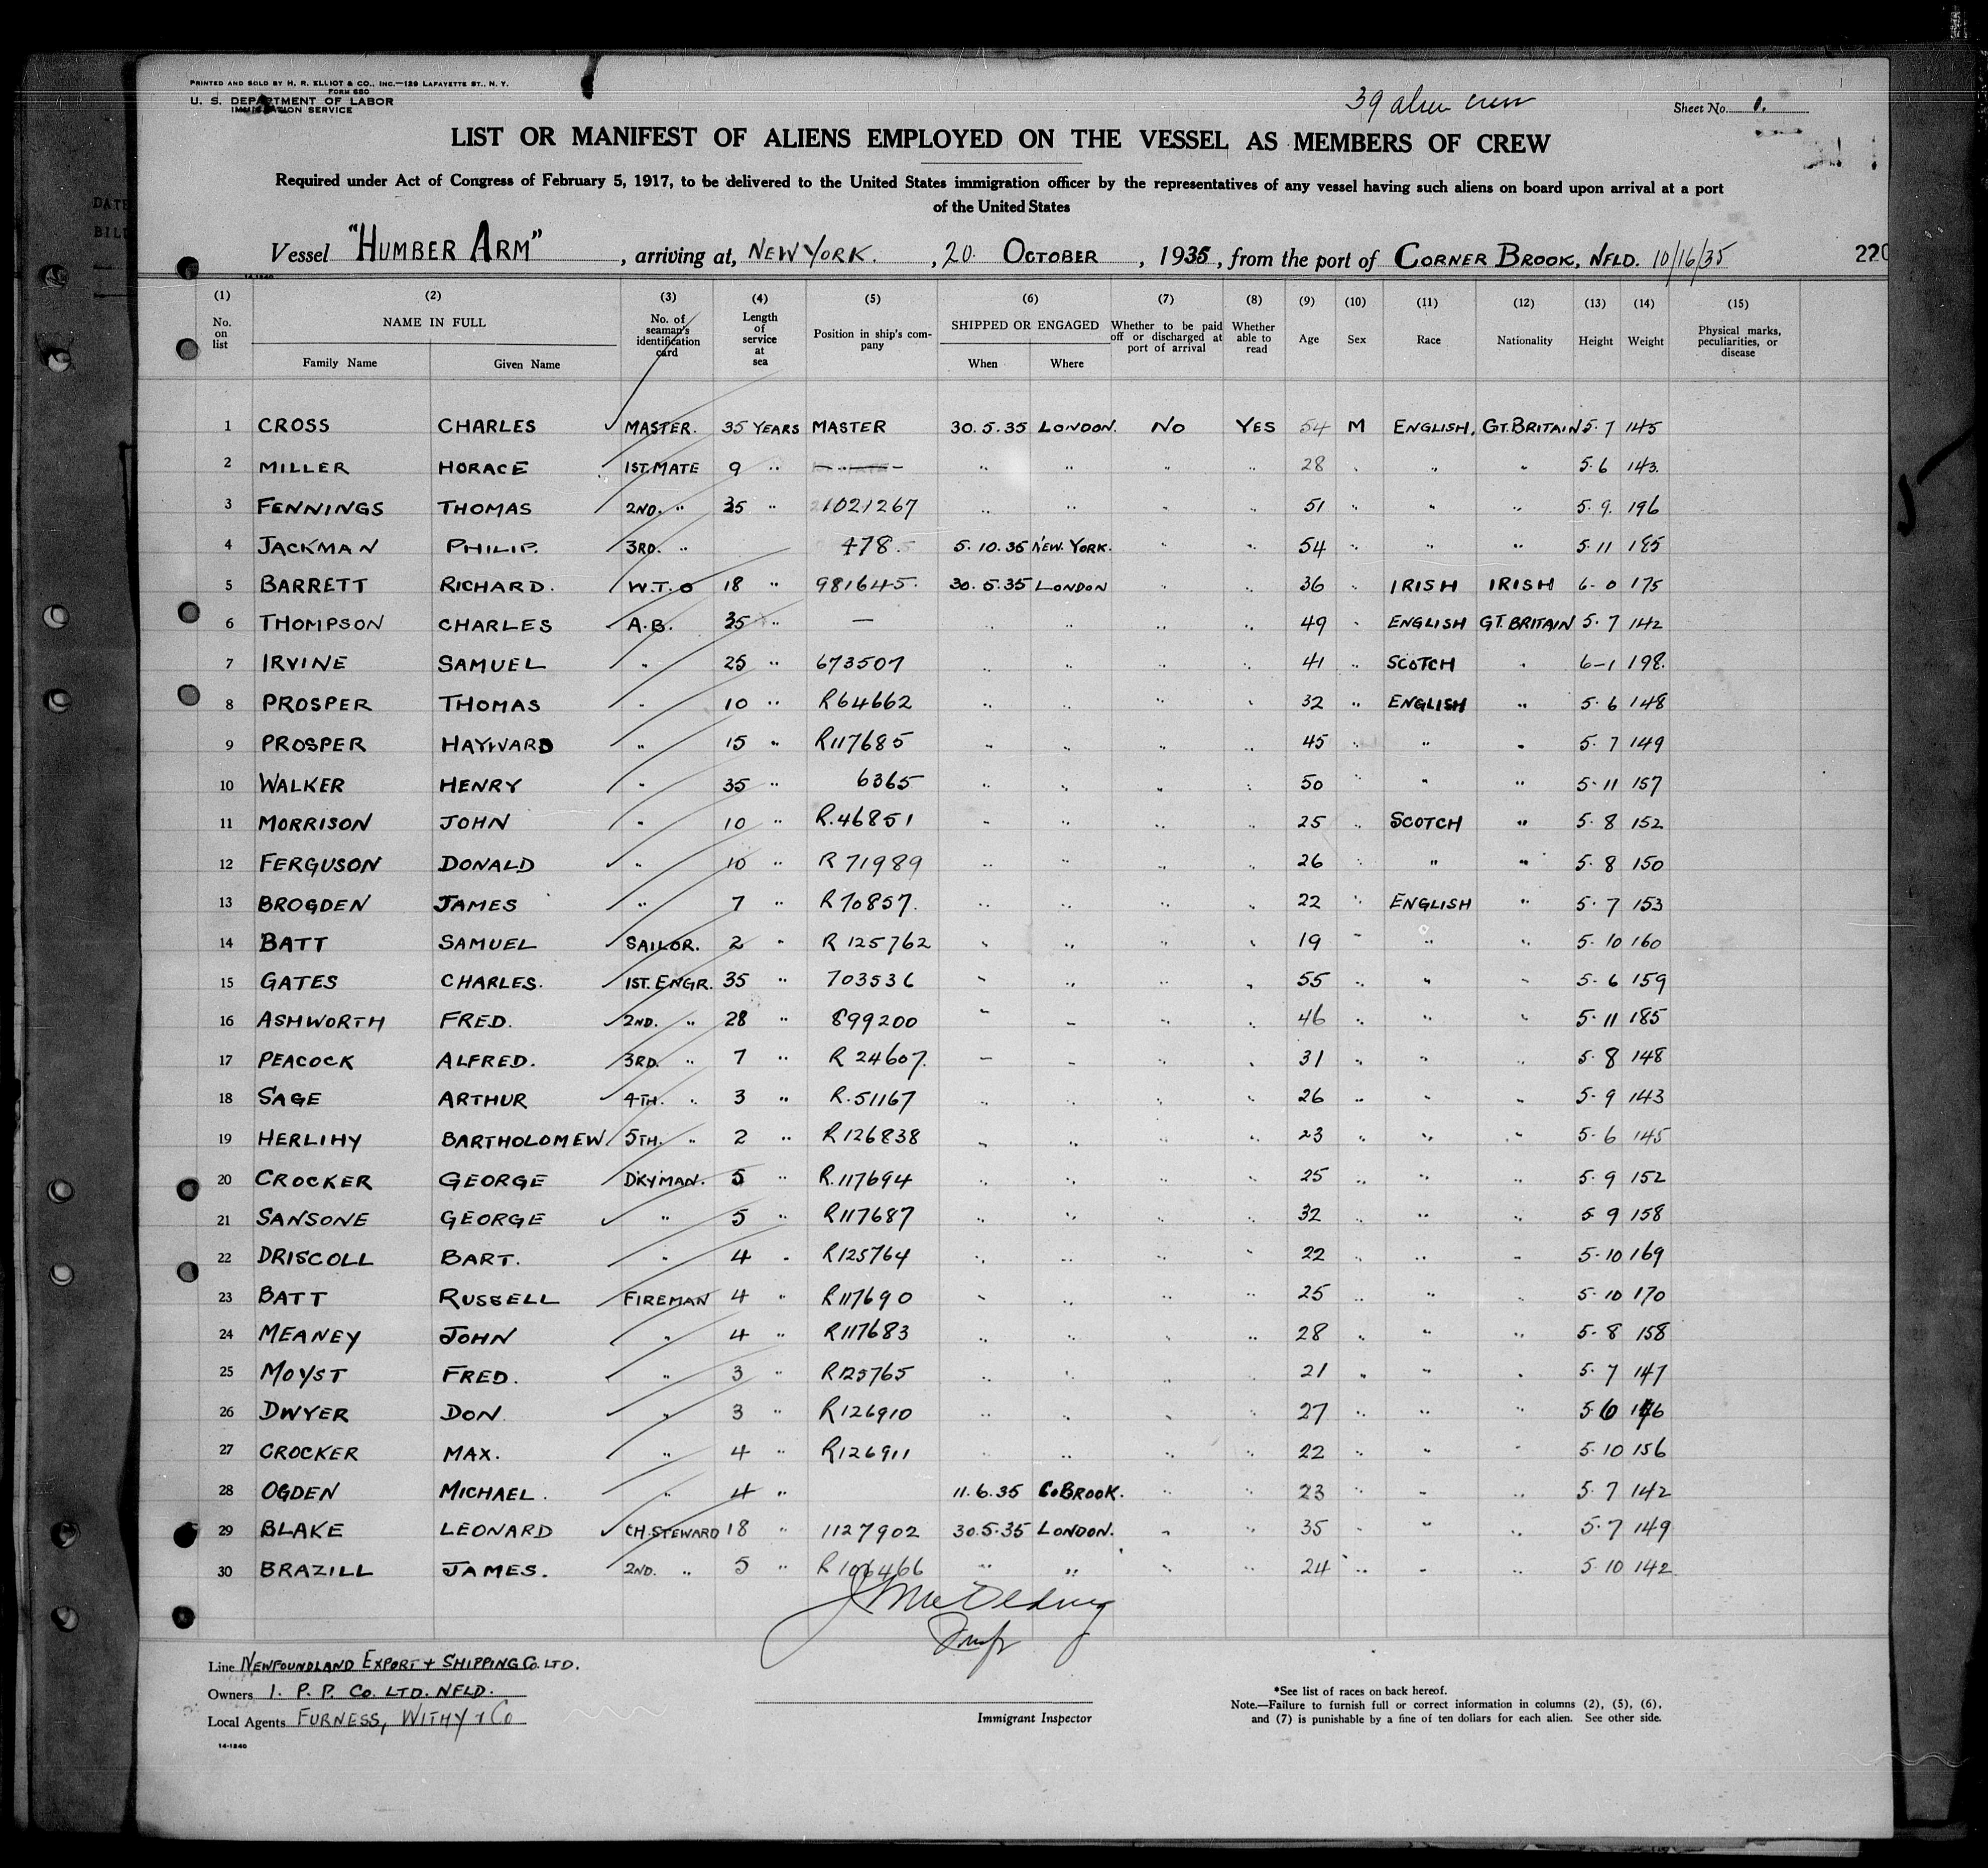 PRINTED AND SOLD BY H. R. ELLIOT & CO., INC.—129 LAFAYETTE ST., N. Y.
FORM 680
U. S. DEPARTMENT OF LABOR
IMMIGRATION SERVICE
39 alien crew
Sheet No. 1.
LIST OR MANIFEST OF ALIENS EMPLOYED ON THE VESSEL AS MEMBERS OF CREW
Required under Act of Congress of February 5, 1917, to be delivered to the United States immigration officer by the representatives of any vessel having such aliens on board upon arrival at a port
of the United States
Vessel "HUMBER ARM", arriving at, NEW YORK., 20. OCTOBER, 1935, from the port of CORNER BROOK, NFLD. 10/16/35
220
14-1240
(1) (2) (3) (4) (5) (6) (7) (8) (9) (10) (11) (12) (13) (14) (15)
No. on list NAME IN FULL No. of seaman's identification card Length of service at sea Position in ship's company SHIPPED OR ENGAGED Whether to be paid off or discharged at port of arrival Whether able to read Age Sex Race Nationality Height Weight Physical marks, peculiarities, or disease
Family Name Given Name When Where
1 CROSS CHARLES MASTER. 35 YEARS MASTER 30.5.35 LONDON. NO YES 54 M ENGLISH, GT. BRITAIN 5.7 145
2 MILLER HORACE 1ST. MATE 9 " " " " " 28 " " " 5.6 143.
3 FENNINGS THOMAS 2ND. " 35 " 1021267 " " " " 51 " " " 5.9. 196
4 JACKMAN PHILIP. 3RD. " 478 5.10.35 NEW. YORK. " " 54 " " " 5.11 185
5 BARRETT RICHARD. W.T.O 18 " 981645. 30.5.35 LONDON " " 36 " IRISH IRISH 6-0 175
6 THOMPSON CHARLES A.B. 35 " — " " " " 49 " ENGLISH GT. BRITAIN 5.7 142
7 IRVINE SAMUEL " 25 " 673507 " " " " 41 " SCOTCH " 6-1 198.
8 PROSPER THOMAS " 10 " R64662 " " " " 32 " ENGLISH " 5.6 148
9 PROSPER HAYWARD " 15 " R117685 " " " " 45 " " " 5.7 149
10 WALKER HENRY " 35 " 6365 " " " " 50 " " " 5.11 157
11 MORRISON JOHN " 10 " R.46851 " " " " 25 " SCOTCH " 5.8 152
12 FERGUSON DONALD " 10 " R 71989 " " " " 26 " " " 5.8 150
13 BROGDEN JAMES " 7 " R70857. " " " " 22 " ENGLISH " 5.7 153
14 BATT SAMUEL SAILOR. 2 " R 125762 " " " " 19 " " " 5.10 160
15 GATES CHARLES. 1ST. ENGR. 35 " 703536 " " " " 55 " " " 5.6 159
16 ASHWORTH FRED. 2ND. " 28 " 899200 " " " " 46 " " " 5.11 185
17 PEACOCK ALFRED. 3RD. " 7 " R 24607. " " " " 31 " " " 5.8 148
18 SAGE ARTHUR 4TH. " 3 " R.51167 " " " " 26 " " " 5.9 143
19 HERLIHY BARTHOLOMEW 5TH. " 2 " R126838 " " " " 23 " " " 5.6 145
20 CROCKER GEORGE DKYMAN. 5 " R.117694 " " " " 25 " " " 5.9 152
21 SANSONE GEORGE " 5 " R117687 " " " " 32 " " " 5 9 158
22 DRISCOLL BART. " 4 " R125764 " " " " 22 " " " 5.10 169
23 BATT RUSSELL FIREMAN 4 " R117690 " " " " 25 " " " 5.10 170
24 MEANEY JOHN " 4 " R117683 " " " " 28 " " " 5.8 158
25 MOYST FRED. " 3 " R125765 " " " " 21 " " " 5.7 147
26 DWYER DON. " 3 " R126910 " " " " 27 " " " 5 6 146
27 CROCKER MAX. " 4 " R126911 " " " " 22 " " " 5.10 156
28 OGDEN MICHAEL. " 4 " 11.6.35 C.BROOK. " " 23 " " " 5.7 142
29 BLAKE LEONARD CH. STEWARD 18 " 1127902 30.5.35 LONDON. " " 35 " " " 5.7 149
30 BRAZILL JAMES. 2ND. " 5 " R106466 " " " " 24 " " " 5.10 142
Line NEWFOUNDLAND EXPORT + SHIPPING Co. LTD.
Owners I. P. P. Co. LTD. NFLD.
Local Agents FURNESS, WITHY + Co
14-1240
Immigrant Inspector
*See list of races on back hereof.
Note.—Failure to furnish full or correct information in columns (2), (5), (6),
and (7) is punishable by a fine of ten dollars for each alien. See other side.